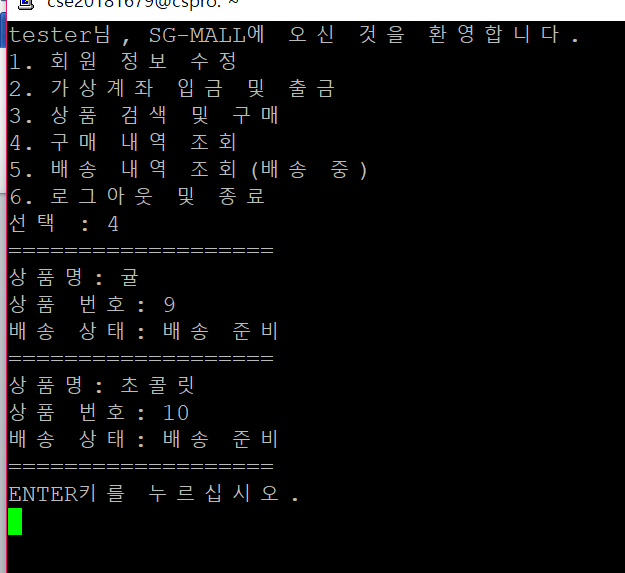 cse20181679@cspro: ~
tester님, SG-MALL에 오신 것을 환영합니다.
1. 회원 정보 수정
2. 가상계좌 입금 및 출금
3. 상품 검색 및 구매
4. 구매 내역 조회
5. 배송 내역 조회(배송 중)
6. 로그아웃 및 종료
선택 : 4
===================
상품명: 귤
상품 번호: 9
배송 상태: 배송 준비
===================
상품명: 초콜릿
상품 번호: 10
배송 상태: 배송 준비
===================
ENTER키를 누르십시오.